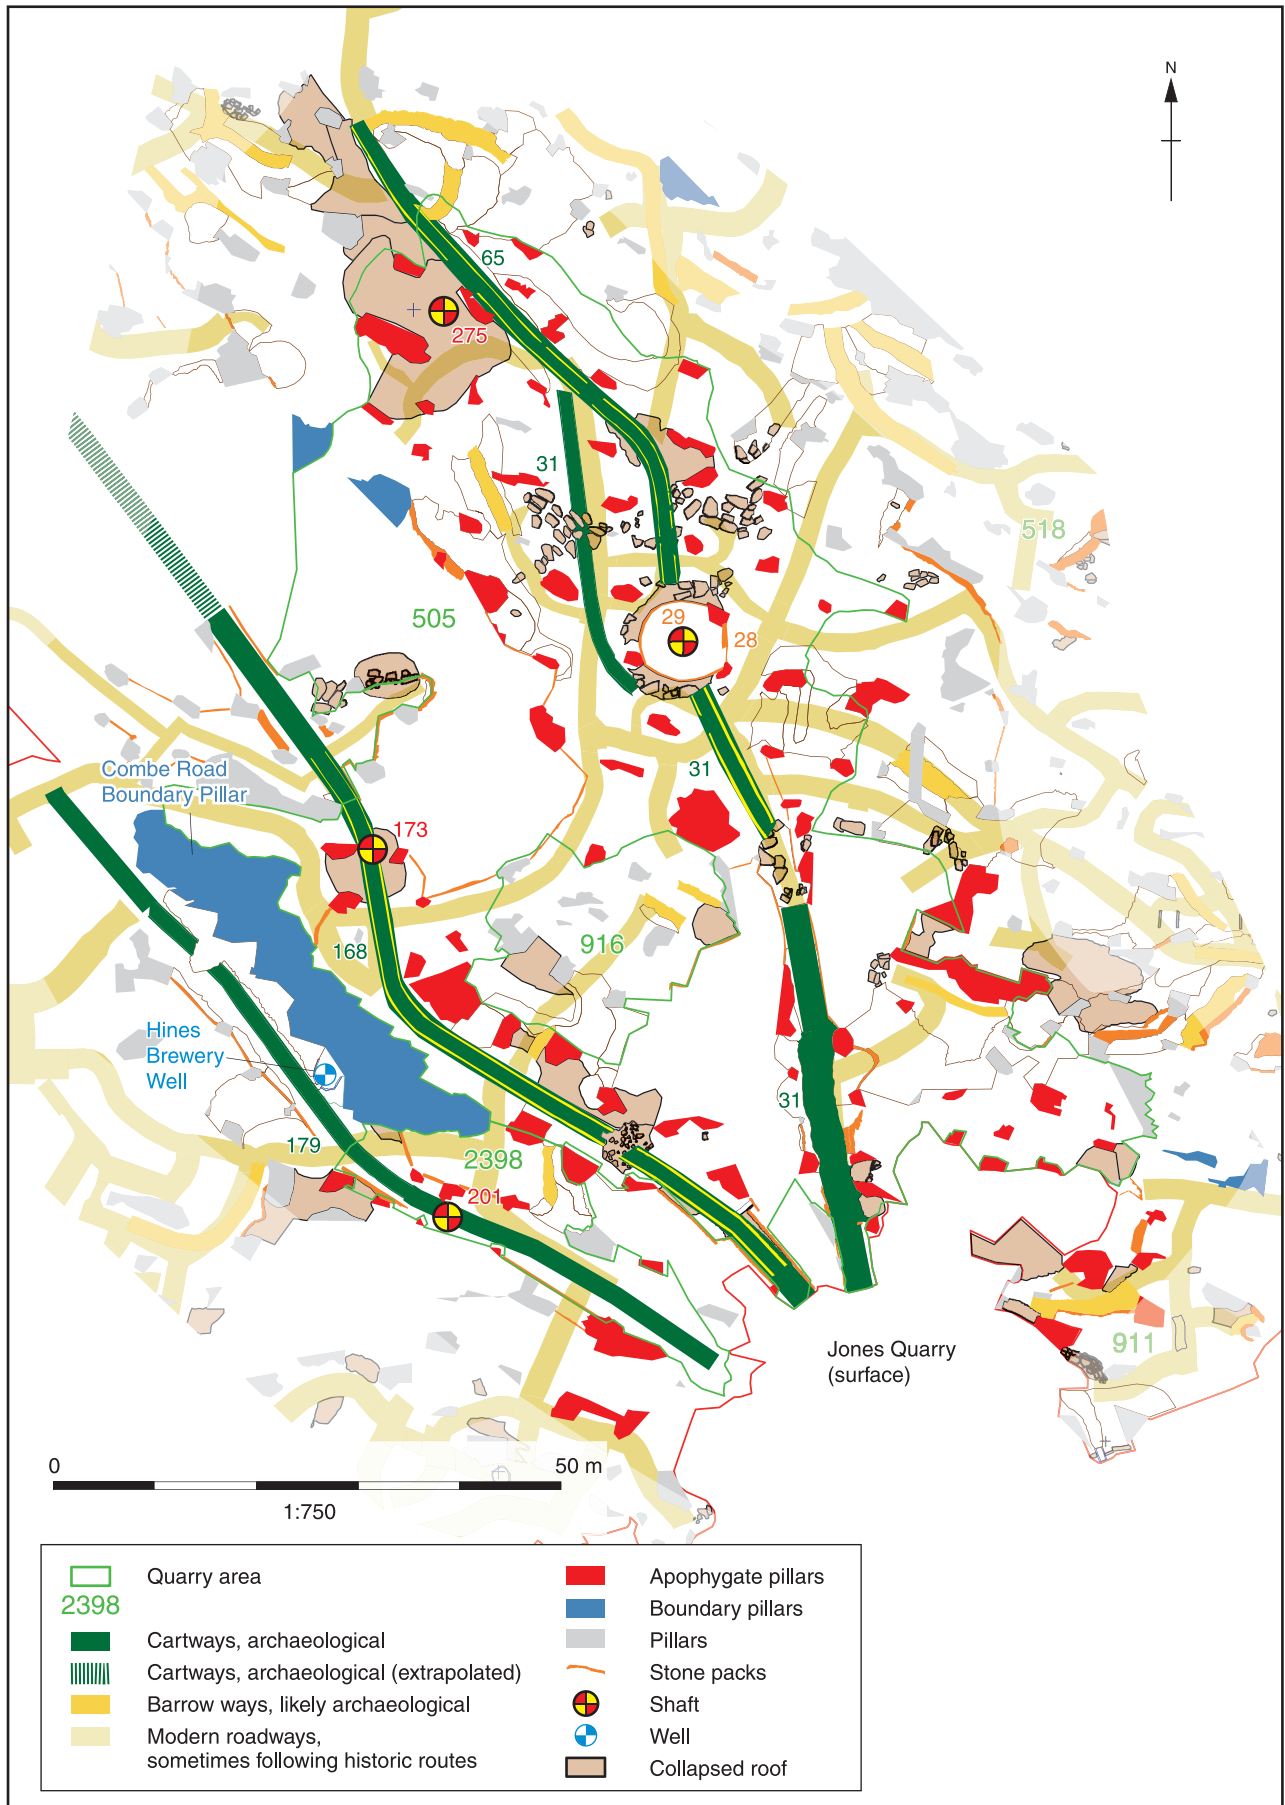 N
65
275
31
518
505
29
28
Combe Road
Boundary Pillar
31
173
168
916
Hines
Brewery
Well
31
179
2398
201
Jones Quarry
(surface)
911
0
50 m
1:750
Quarry area
2398
Cartways, archaeological
Cartways, archaeological (extrapolated)
Barrow ways, likely archaeological
Modern roadways,
sometimes following historic routes
Apophygate pillars
Boundary pillars
Pillars
Stone packs
Shaft
Well
Collapsed roof